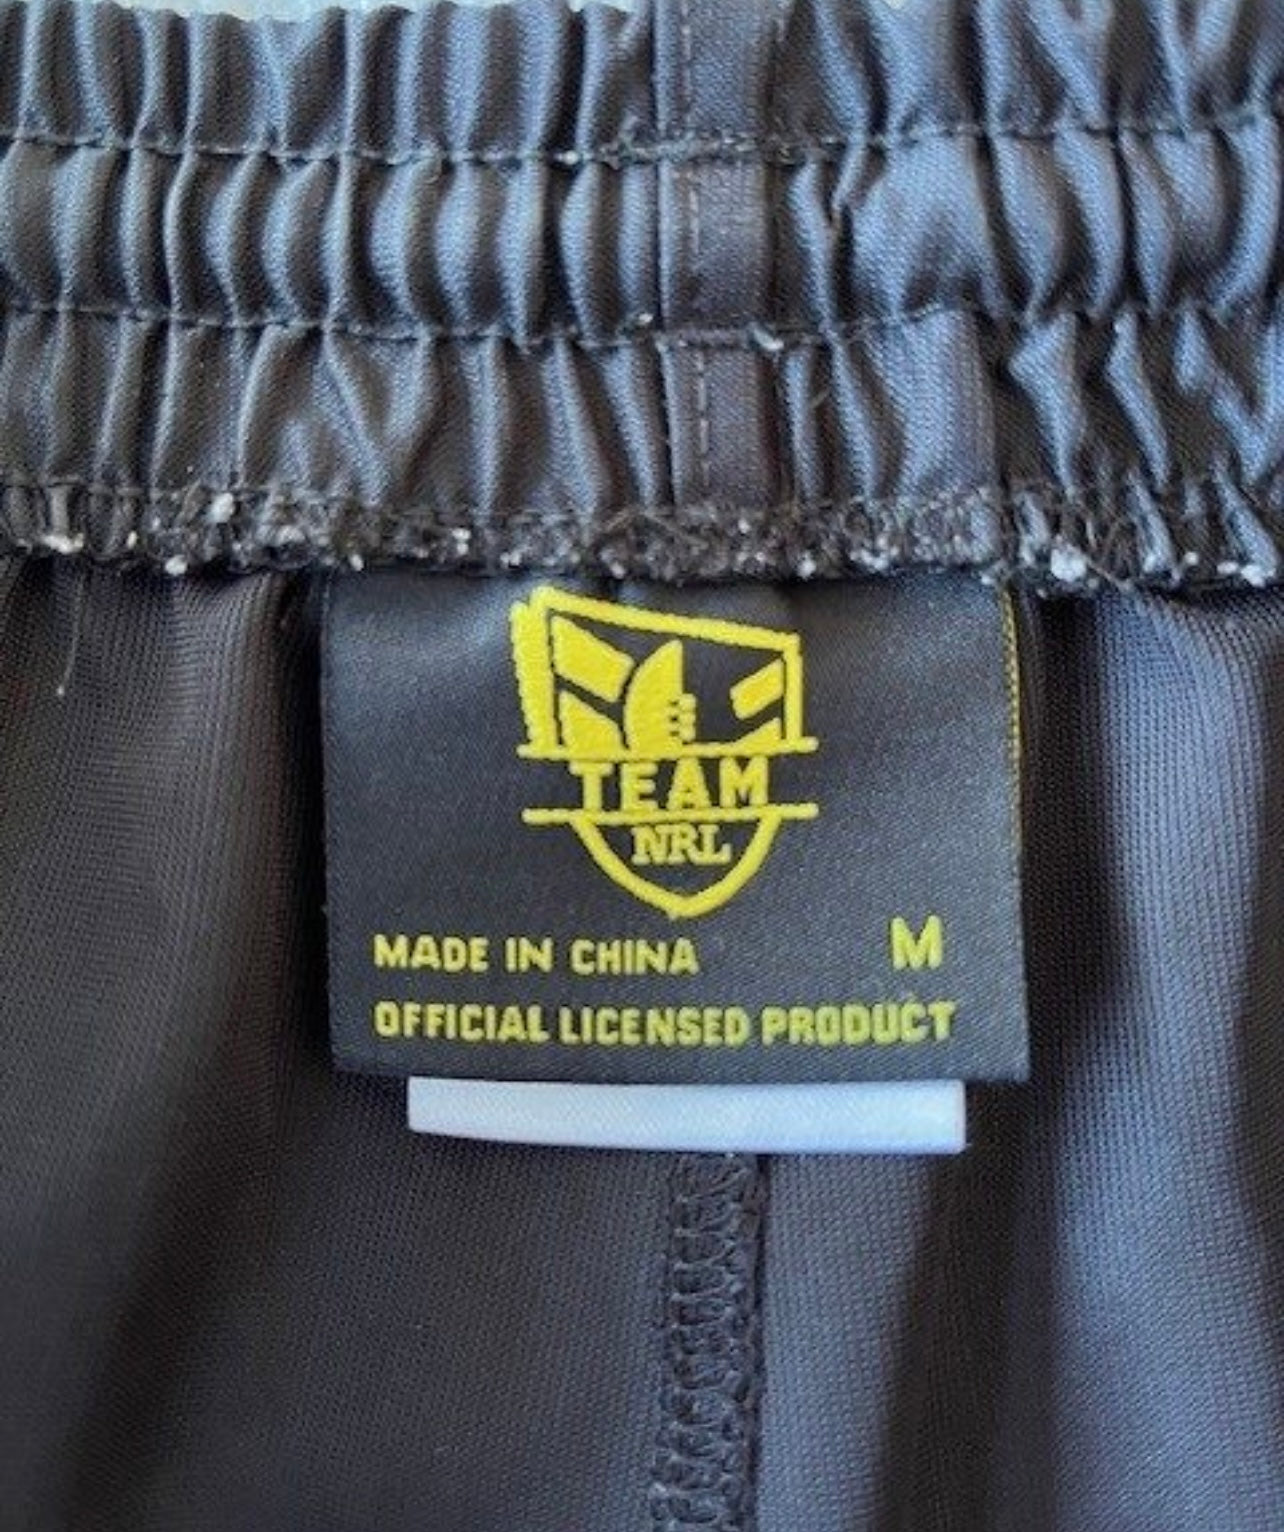 TEAM
NRL
MADE IN CHINA M
OFFICIAL LICENSED PRODUCT